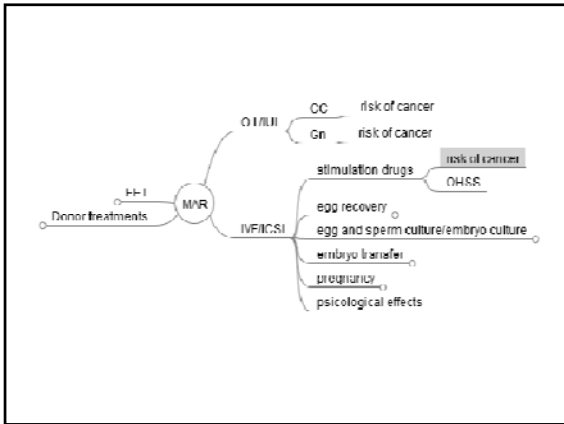 CC risk of cancer
OI/IUI
Gn risk of cancer
risk of cancer
stimulation drugs
OHSS
FET
MAR
egg recovery
Donor treatments
IVF/ICSI
egg and sperm culture/embryo culture
embryo transfer
pregnancy
psicological effects